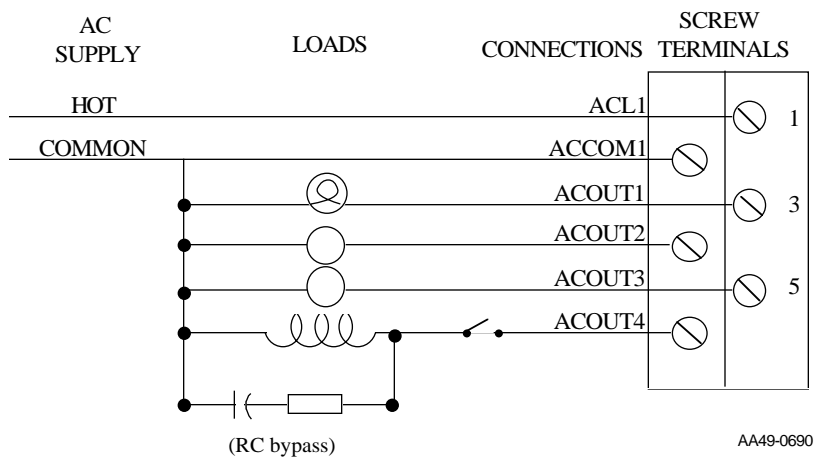 AC
SUPPLY
LOADS
CONNECTIONS
SCREW
TERMINALS
HOT
ACL1
1
COMMON
ACCOM1
ACOUT1
3
ACOUT2
ACOUT3
5
ACOUT4
(RC bypass)
AA49-0690